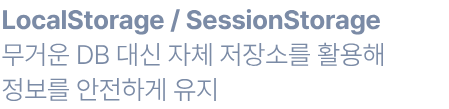 LocalStorage / SessionStorage
무거운 DB 대신 자체 저장소를 활용해
정보를 안전하게 유지